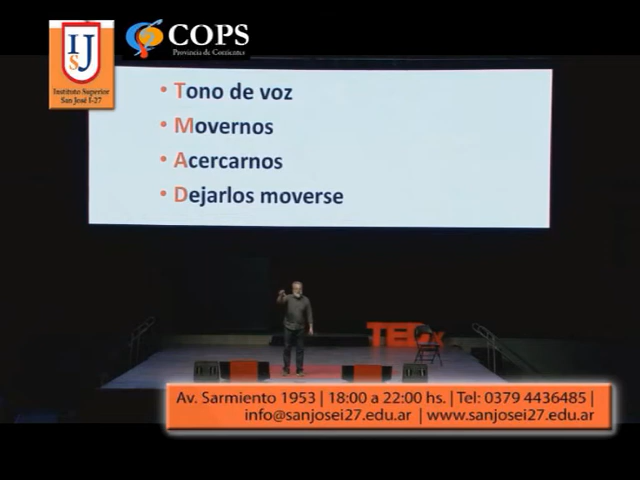 ISJ
Instituto Superior
San José I-27
COPS
Provincia de Corrientes
• Tono de voz
• Movernos
• Acercarnos
• Dejarlos moverse
TEDx
Av. Sarmiento 1953 | 18:00 a 22:00 hs. | Tel: 0379 4436485 |
info@sanjosei27.edu.ar | www.sanjosei27.edu.ar